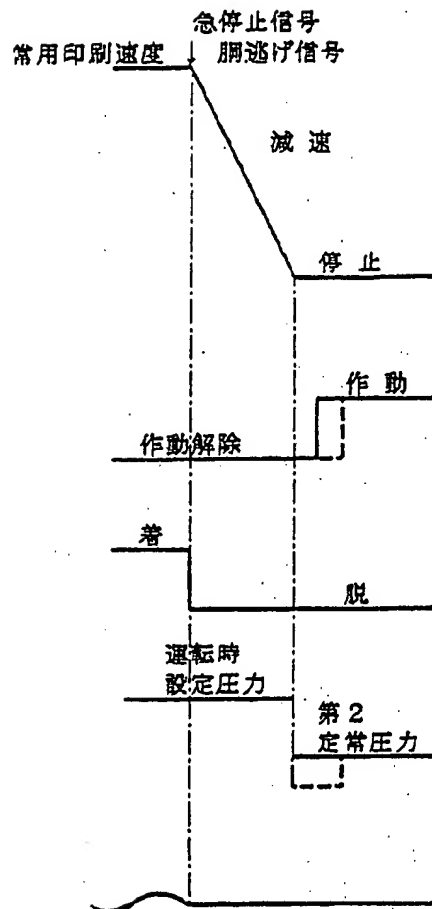 急停止信号
常用印刷速度
胴逃げ信号
減速
停止
作動
作動解除
着
脱
運転時
設定圧力
第2
定常圧力